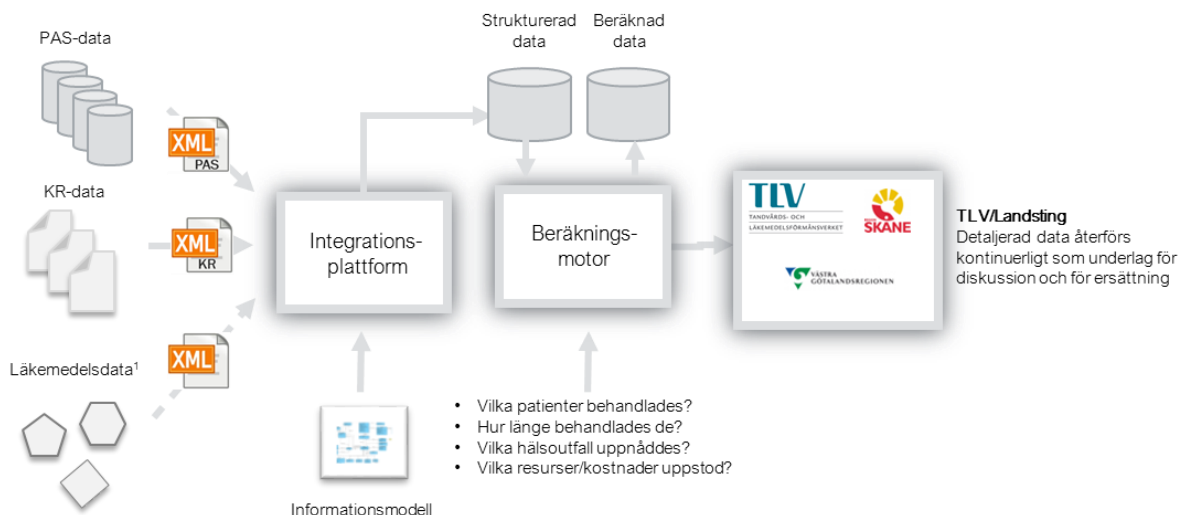 PAS-data
XML
PAS
KR-data
XML
KR
Läkemedelsdata¹
XML
Integrations-
plattform
Informationsmodell
Strukturerad
data
Beräknad
data
Beräknings-
motor
• Vilka patienter behandlades?
• Hur länge behandlades de?
• Vilka hälsoutfall uppnåddes?
• Vilka resurser/kostnader uppstod?
TLV
TANDVÅRDS- OCH
LÄKEMEDELSFÖRMÅNSVERKET
REGION
SKÅNE
VÄSTRA
GÖTALANDSREGIONEN
TLV/Landsting
Detaljerad data återförs
kontinuerligt som underlag för
diskussion och för ersättning